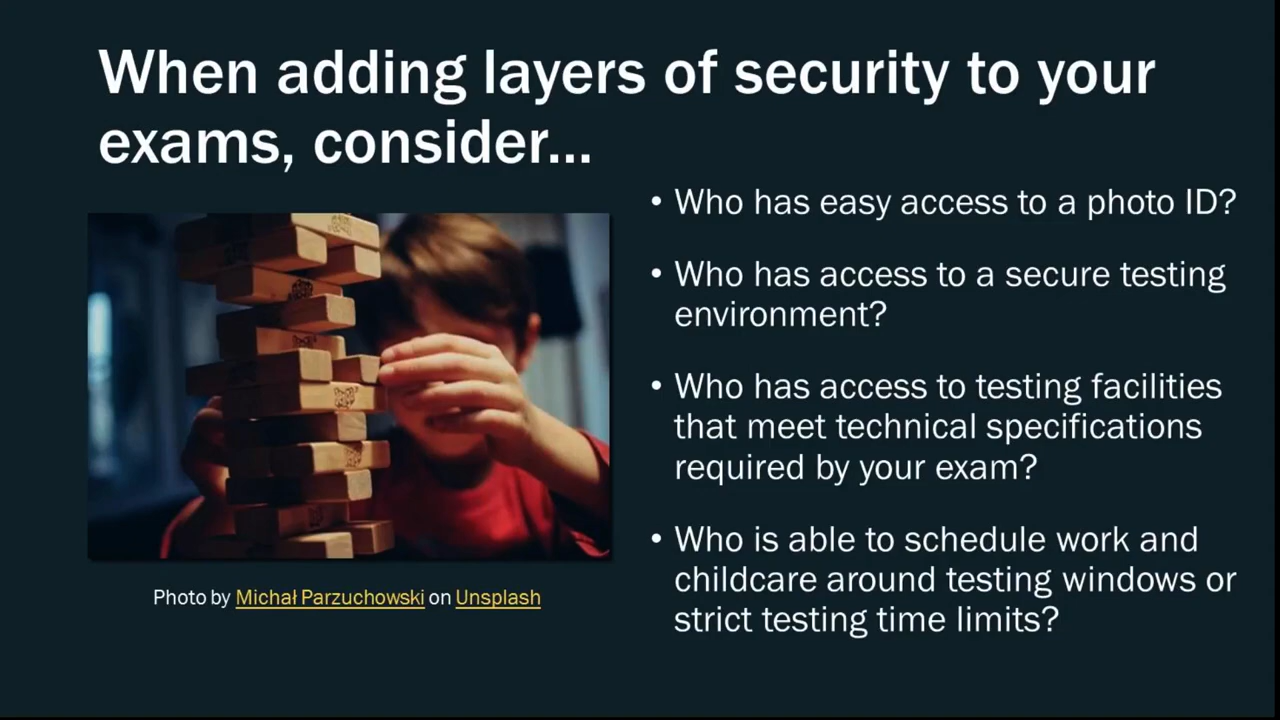 When adding layers of security to your
exams, consider...
• Who has easy access to a photo ID?
• Who has access to a secure testing
environment?
• Who has access to testing facilities
that meet technical specifications
required by your exam?
• Who is able to schedule work and
childcare around testing windows or
strict testing time limits?
Photo by Michał Parzuchowski on Unsplash